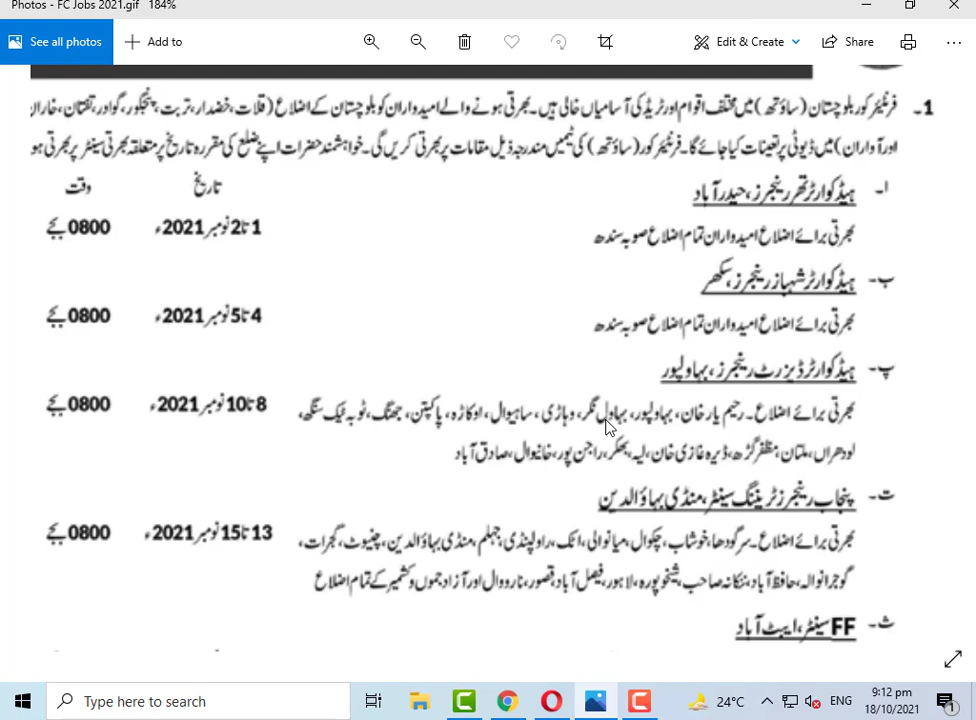 Photos - FC Jobs 2021.gif 184%
See all photos
Add to
Edit & Create
Share
1۔ فرنٹیئر کور بلوچستان (ساؤتھ) میں مختلف اقوام اور ٹریڈ کی آسامیاں خالی ہیں۔ بھرتی ہونے والے امیدواران کو بلوچستان کے اضلاع (قلات، خضدار، تربت، پنجگور، گوادر، تفتان، خاران
اور آواران) میں ڈیوٹی پر تعینات کیا جائے گا۔ فرنٹیئر کور (ساؤتھ) کی ٹیمیں مندرجہ ذیل مقامات پر بھرتی کریں گی۔ خواہشمند حضرات اپنے ضلع کی مقررہ تاریخ پر متعلقہ بھرتی سینٹر پر بھرتی ہو
تاریخ وقت
ا۔ ہیڈکوارٹر تھر رینجرز، حیدرآباد
بھرتی برائے اضلاع امیدواران تمام اضلاع صوبہ سندھ 1 تا 2 نومبر 2021ء 0800 بجے
ب۔ ہیڈکوارٹر شہباز رینجرز، سکھر
بھرتی برائے اضلاع امیدواران تمام اضلاع صوبہ سندھ 4 تا 5 نومبر 2021ء 0800 بجے
پ۔ ہیڈکوارٹر ڈیزرٹ رینجرز، بہاولپور
بھرتی برائے اضلاع۔ رحیم یار خان، بہاولپور، بہاول نگر، وہاڑی، ساہیوال، اوکاڑہ، پاکپتن، جھنگ، ٹوبہ ٹیک سنگھ، 8 تا 10 نومبر 2021ء 0800 بجے
لودھراں، ملتان، مظفر گڑھ، ڈیرہ غازی خان، لیہ، بھکر، راجن پور، خانیوال، صادق آباد
ت۔ پنجاب رینجرز ٹریننگ سینٹر، منڈی بہاؤالدین
بھرتی برائے اضلاع۔ سرگودھا، خوشاب، چکوال، میانوالی، اٹک، راولپنڈی، جہلم، منڈی بہاؤالدین، چنیوٹ، گجرات، 13 تا 15 نومبر 2021ء 0800 بجے
گوجرانوالہ، حافظ آباد، ننکانہ صاحب، شیخوپورہ، لاہور، فیصل آباد، قصور، نارووال اور آزاد جموں و کشمیر کے تمام اضلاع
ث۔ FF سینٹر، ایبٹ آباد
Type here to search
24°C
ENG
9:12 pm
18/10/2021
1